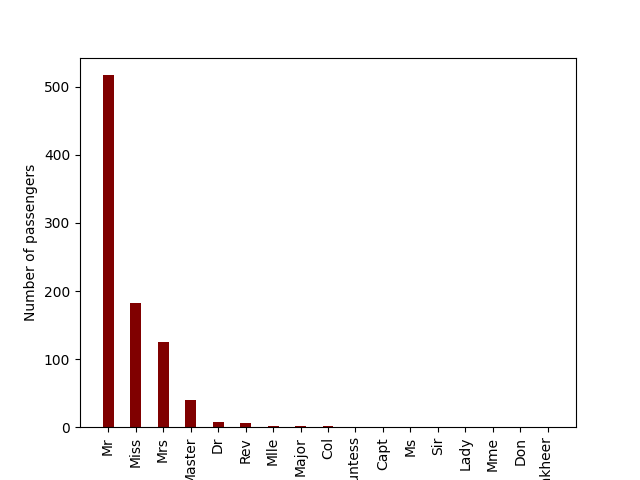 Number of passengers
500
400
300
200
100
0
Mr
Miss
Mrs
Master
Dr
Rev
Mlle
Major
Col
untess
Capt
Ms
Sir
Lady
Mme
Don
nkheer